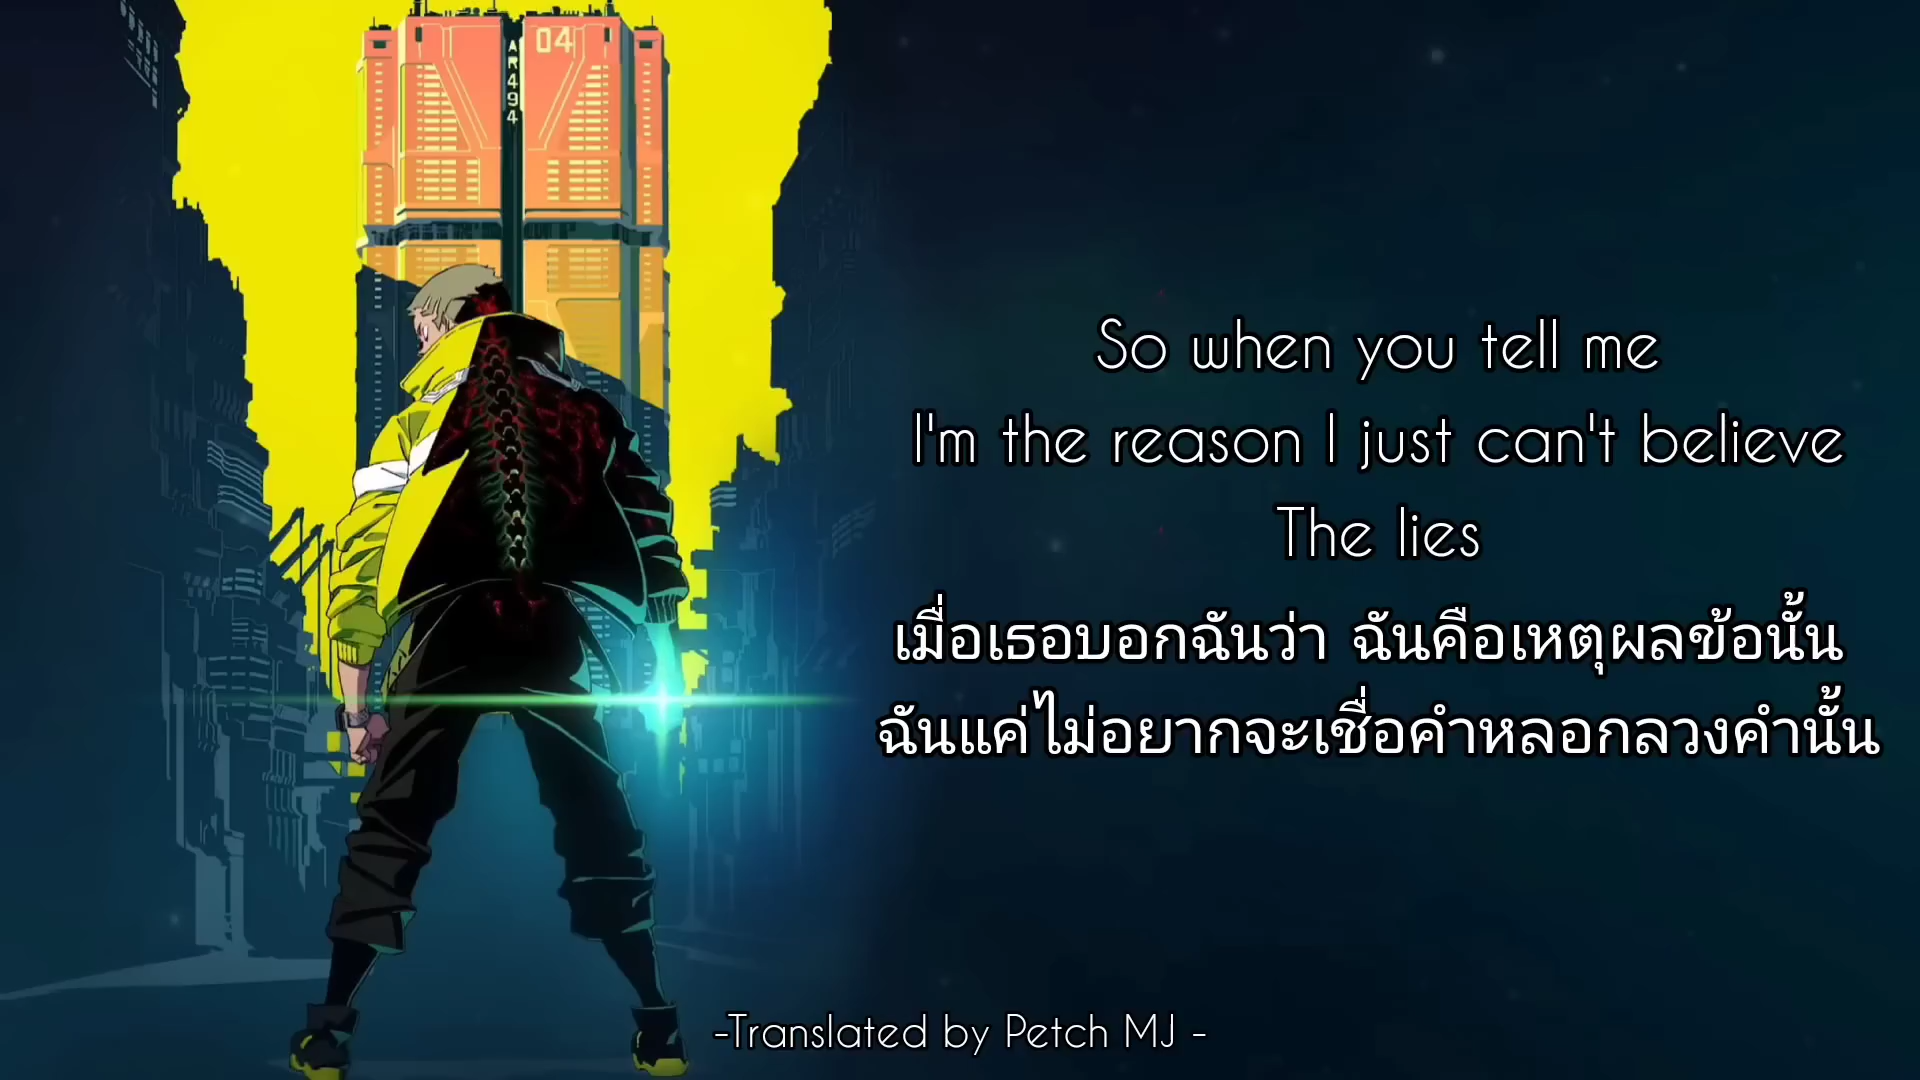 04
AR494
So when you tell me
I'm the reason I just can't believe
The lies
เมื่อเธอบอกฉันว่า ฉันคือเหตุผลข้อนั้น
ฉันแค่ไม่อยากจะเชื่อคำหลอกลวงคำนั้น
-Translated by Petch MJ -